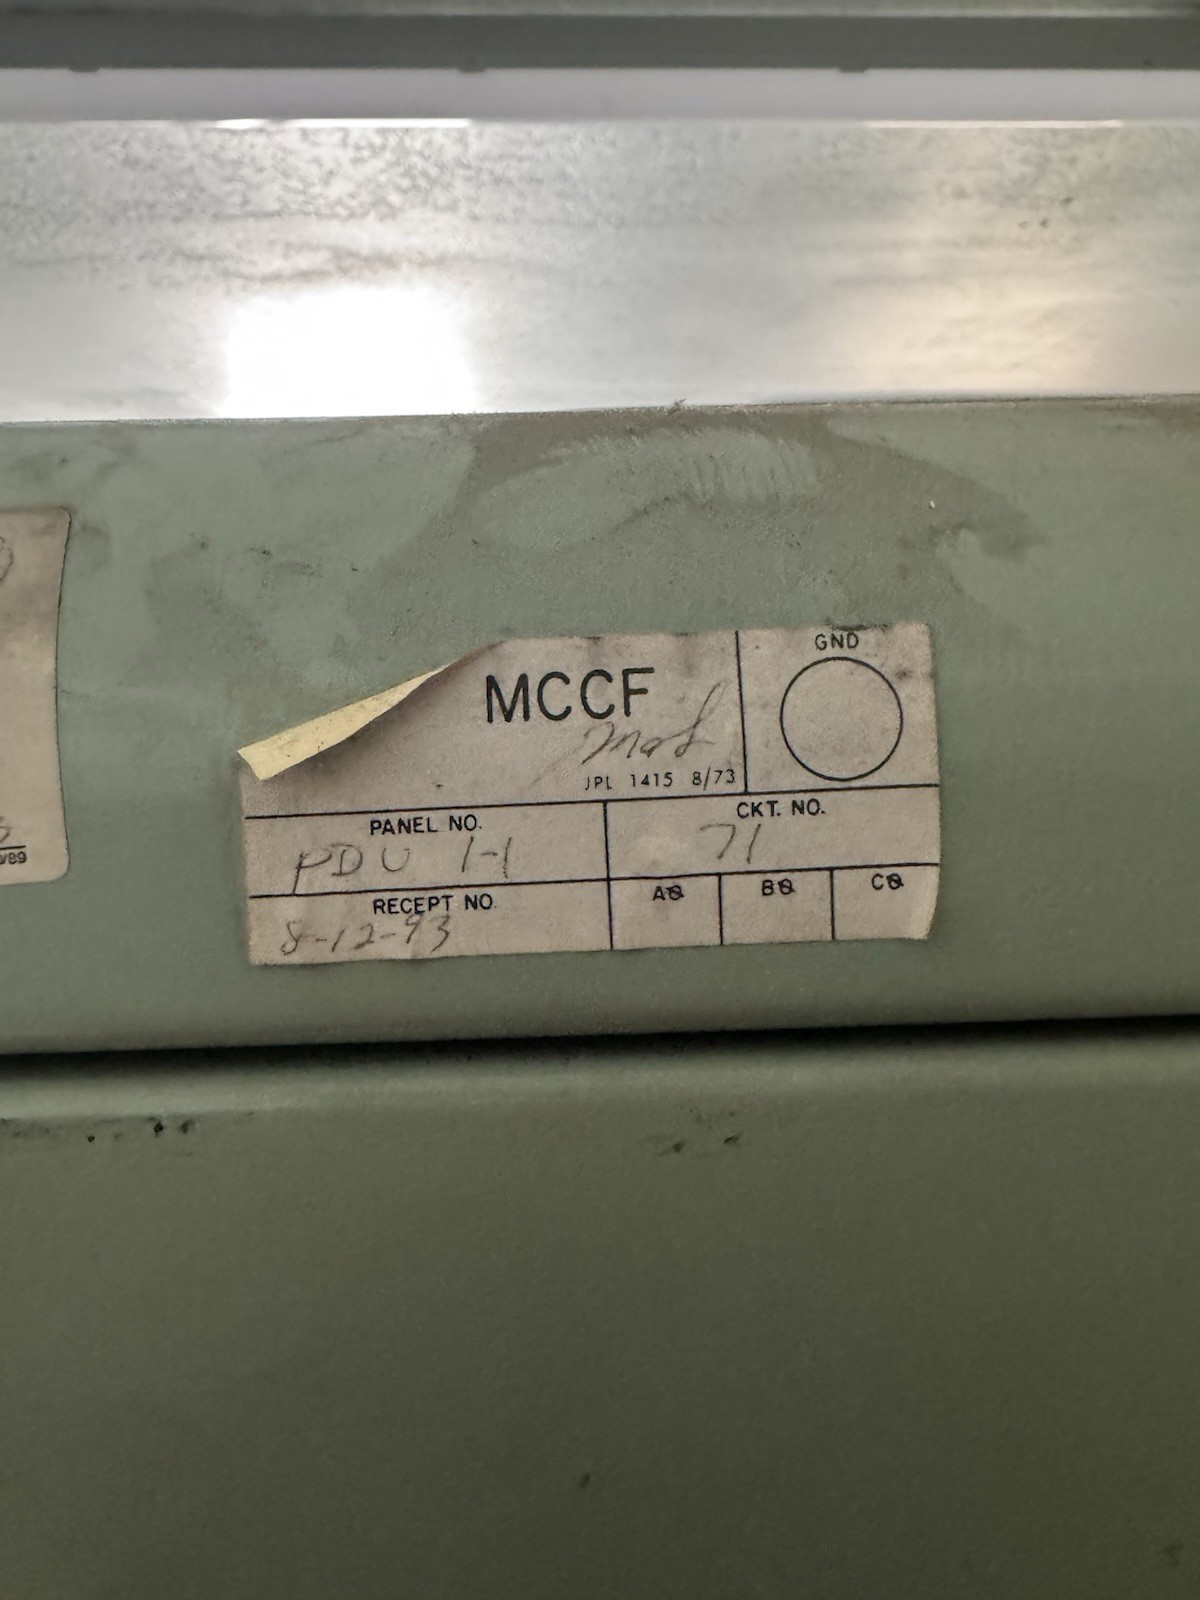 MCCF
GND
JPL 1415 8/73
PANEL NO.
PDU 1-1
CKT. NO.
71
RECEPT NO.
8-12-93
AØ
BØ
CØ
/89